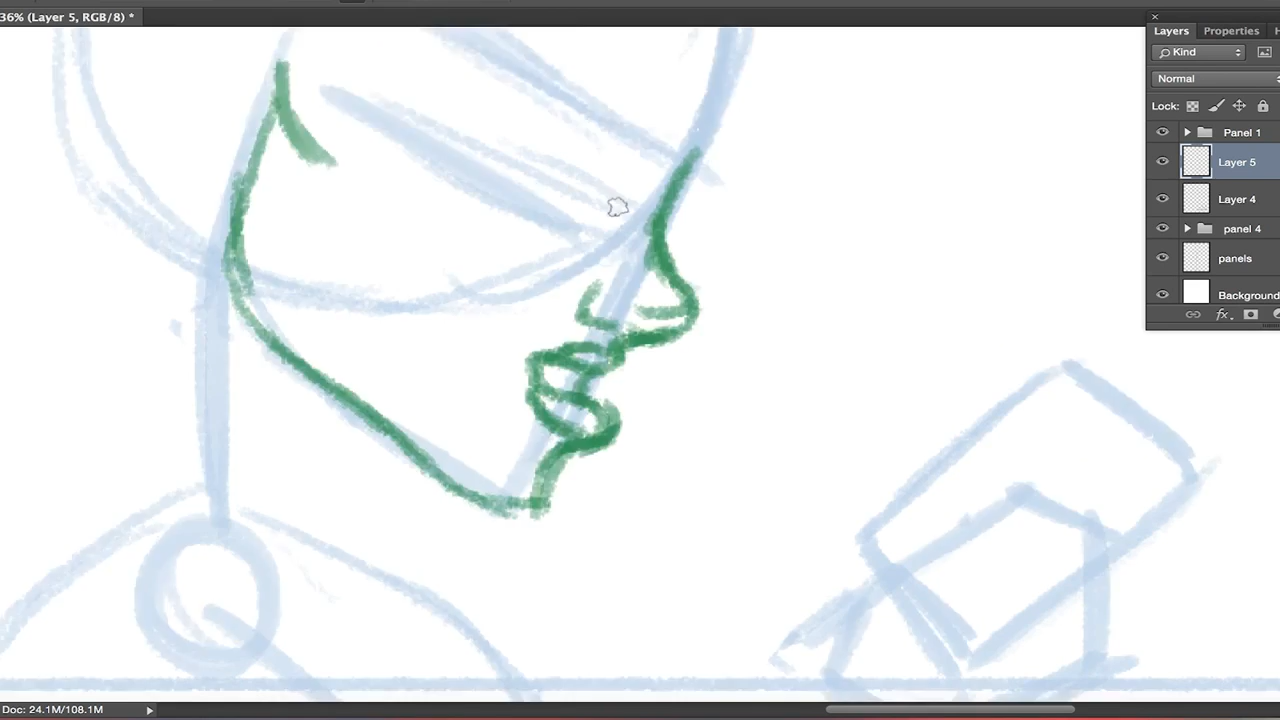 36% (Layer 5, RGB/8) *
Layers Properties H
Kind
Normal
Lock:
Panel 1
Layer 5
Layer 4
panel 4
panels
Background
fx.
Doc: 24.1M/108.1M